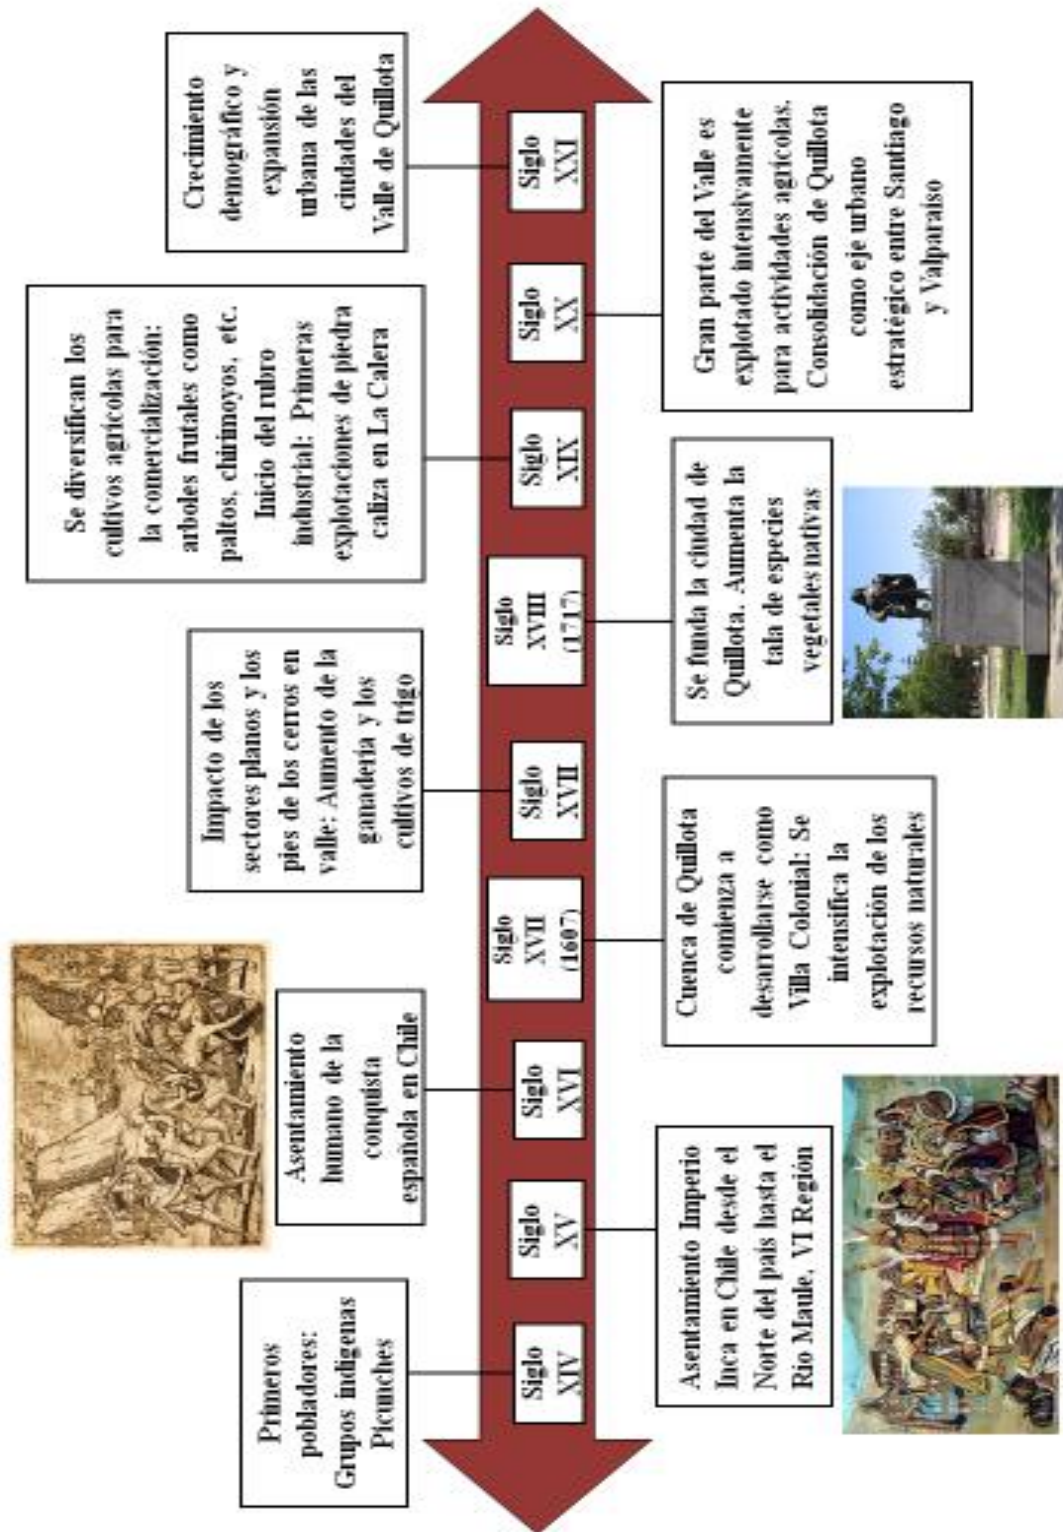 Primeros
pobladores:
Grupos indígenas
Picunches
Siglo
XIV
Asentamiento Imperio
Inca en Chile desde el
Norte del país hasta el
Río Maule, VI Región
Siglo
XV
Asentamiento
humano de la
conquista
española en Chile
Siglo
XVI
Cuenca de Quillota
comienza a
desarrollarse como
Villa Colonial: Se
intensifica la
explotación de los
recursos naturales
Siglo
XVII
(1607)
Impacto de los
sectores planos y los
pies de los cerros en
valle: Aumento de la
ganadería y los
cultivos de trigo
Siglo
XVII
Se funda la ciudad de
Quillota. Aumenta la
tala de especies
vegetales nativas
Siglo
XVIII
(1717)
Se diversifican los
cultivos agrícolas para
la comercialización:
arboles frutales como
paltos, chirimoyos, etc.
Inicio del rubro
industrial: Primeras
explotaciones de piedra
caliza en La Calera
Siglo
XIX
Gran parte del Valle es
explotado intensivamente
para actividades agrícolas.
Consolidación de Quillota
como eje urbano
estratégico entre Santiago
y Valparaíso
Siglo
XX
Crecimiento
demográfico y
expansión
urbana de las
ciudades del
Valle de Quillota
Siglo
XXI